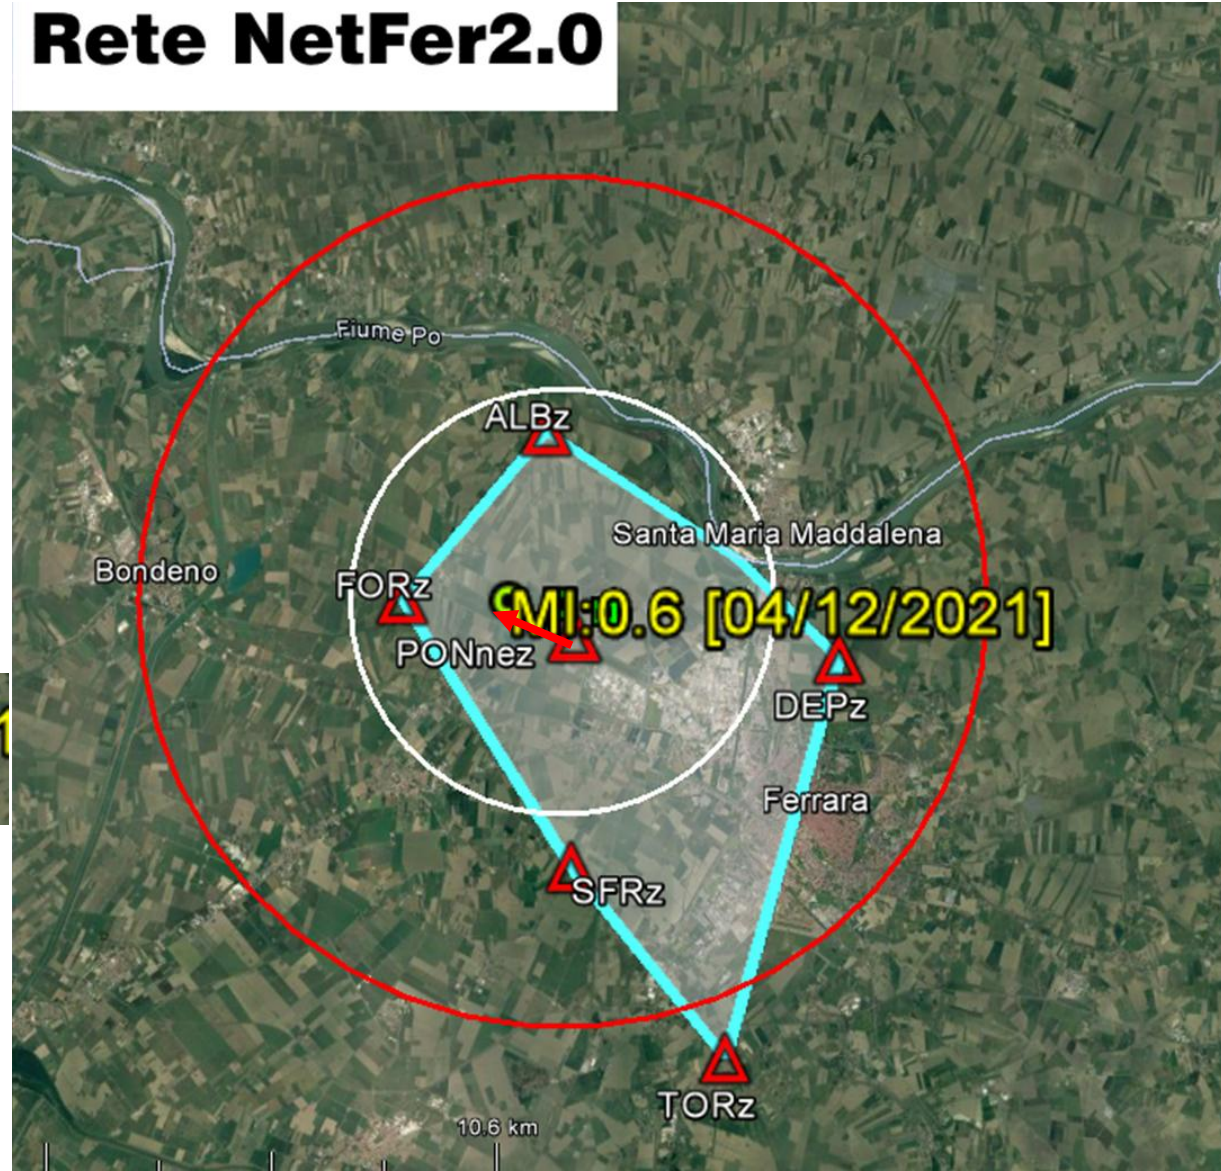 Rete NetFer2.0
Fiume Po
ALBz
Santa Maria Maddalena
Bondeno
FORz
Ml:0.6 [04/12/2021]
PONnez
DEPz
Ferrara
SFRz
TORz
10.6 km